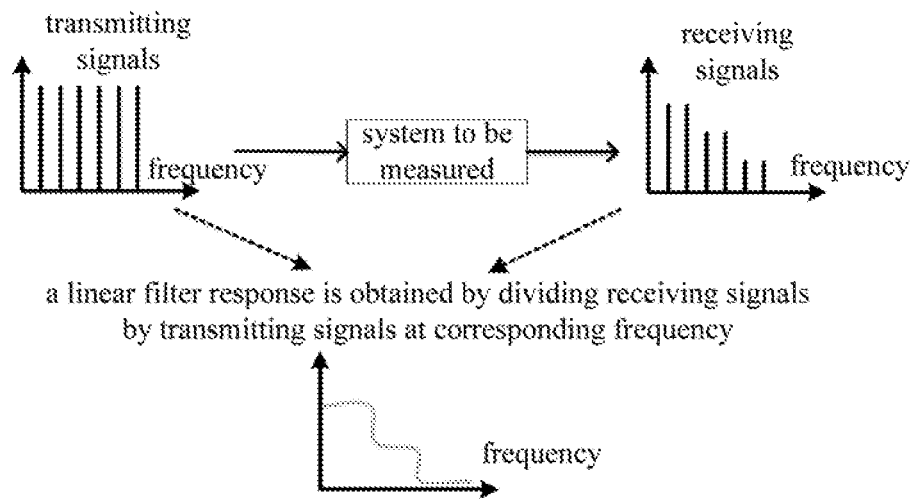 transmitting
signals
frequency
system to be
measured
receiving
signals
frequency
a linear filter response is obtained by dividing receiving signals
by transmitting signals at corresponding frequency
frequency